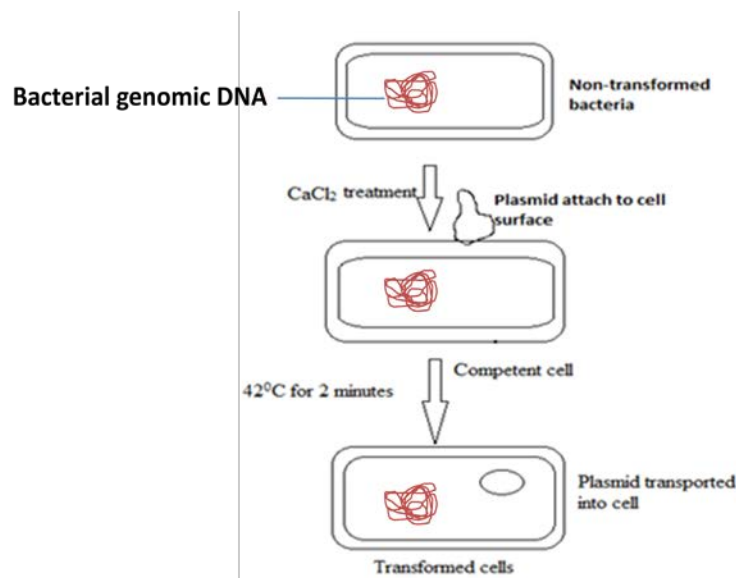 Bacterial genomic DNA
Non-transformed
bacteria
CaCl₂ treatment
Plasmid attach to cell
surface
42⁰C for 2 minutes
Competent cell
Plasmid transported
into cell
Transformed cells